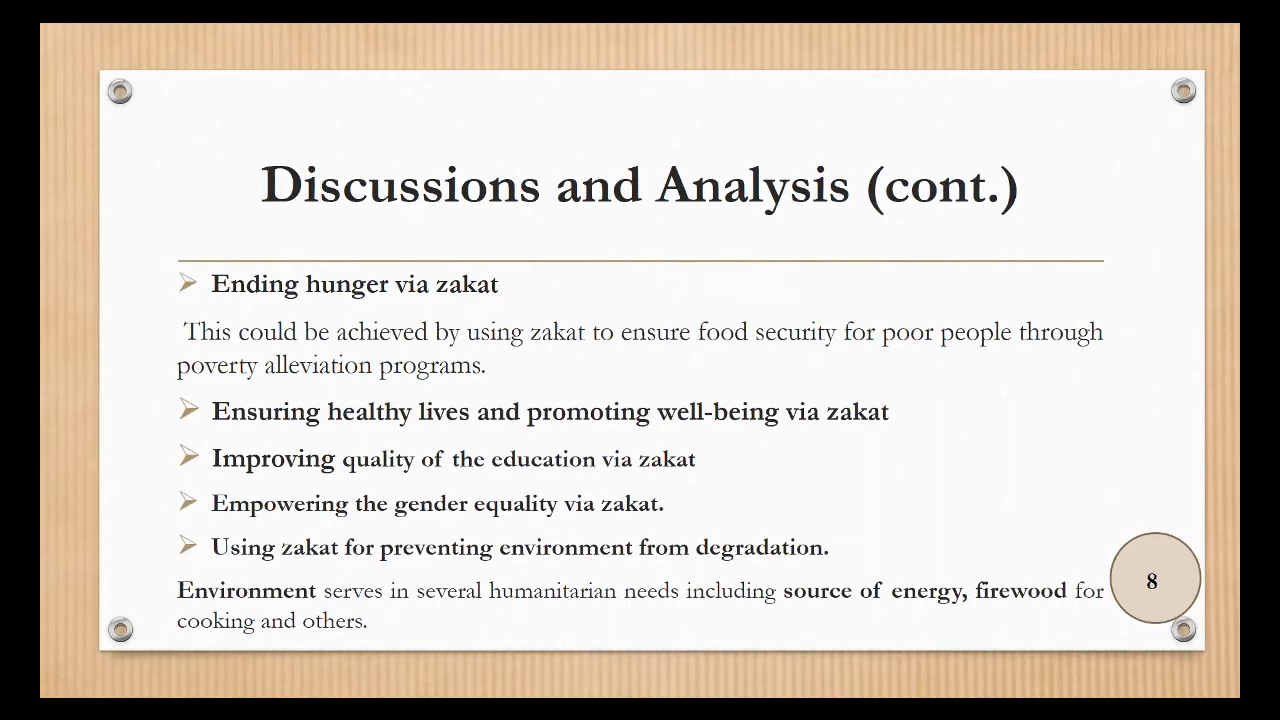 Discussions and Analysis (cont.)
Ending hunger via zakat
This could be achieved by using zakat to ensure food security for poor people through
poverty alleviation programs.
Ensuring healthy lives and promoting well-being via zakat
Improving quality of the education via zakat
Empowering the gender equality via zakat.
Using zakat for preventing environment from degradation.
Environment serves in several humanitarian needs including source of energy, firewood for
cooking and others.
8